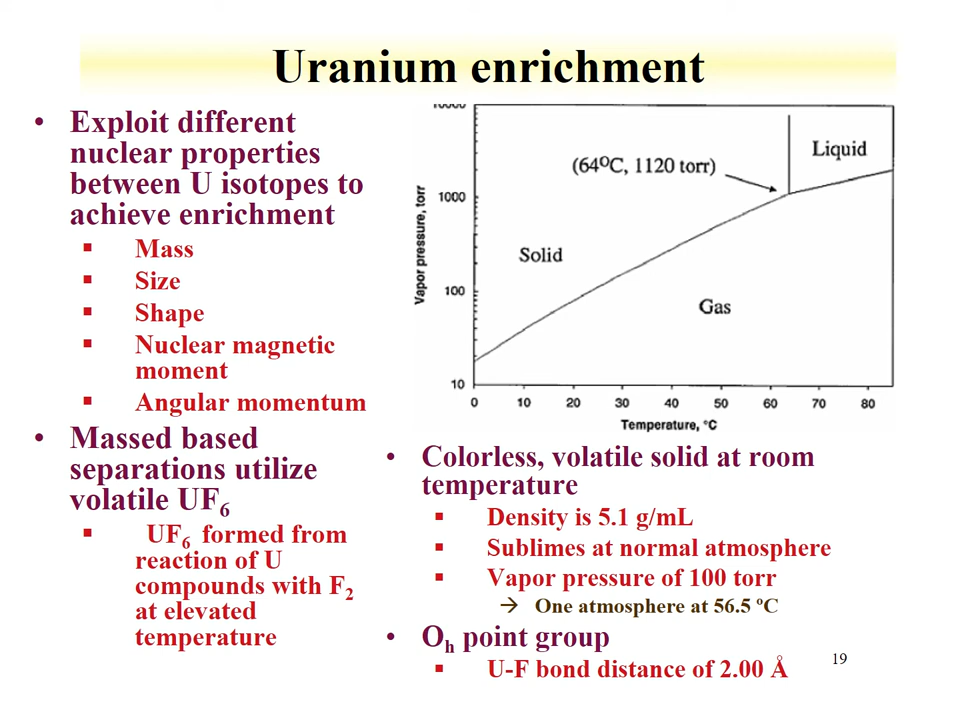 Uranium enrichment
• Exploit different
nuclear properties
between U isotopes to
achieve enrichment
▪ Mass
▪ Size
▪ Shape
▪ Nuclear magnetic
moment
▪ Angular momentum
• Massed based
separations utilize
volatile UF6
▪ UF6 formed from
reaction of U
compounds with F2
at elevated
temperature
10000
1000
100
10
Vapor pressure, torr
(64°C, 1120 torr)
Liquid
Solid
Gas
0 10 20 30 40 50 60 70 80
Temperature, °C
• Colorless, volatile solid at room
temperature
▪ Density is 5.1 g/mL
▪ Sublimes at normal atmosphere
▪ Vapor pressure of 100 torr
→ One atmosphere at 56.5 ºC
• Oh point group
▪ U-F bond distance of 2.00 Å
19